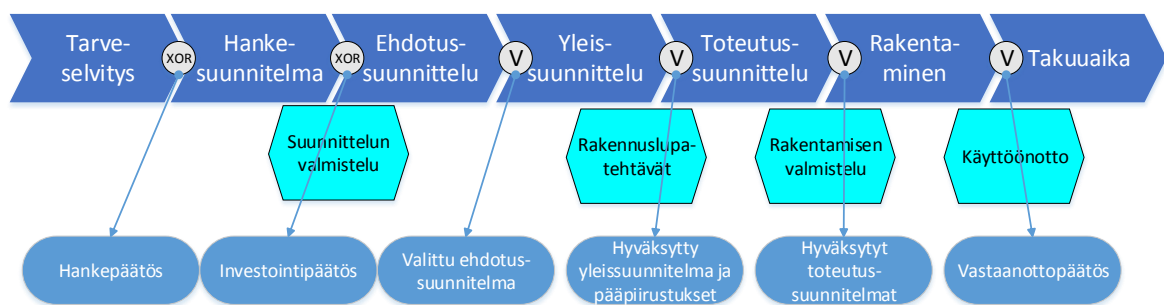 Tarve-
selvitys
XOR
Hanke-
suunnitelma
XOR
Ehdotus-
suunnittelu
V
Yleis-
suunnittelu
V
Toteutus-
suunnittelu
V
Rakenta-
minen
V
Takuuaika
Suunnittelun
valmistelu
Rakennuslupa-
tehtävät
Rakentamisen
valmistelu
Käyttöönotto
Hankepäätös
Investointipäätös
Valittu ehdotus-
suunnitelma
Hyväksytty
yleissuunnitelma ja
pääpiirustukset
Hyväksytyt
toteutus-
suunnitelmat
Vastaanottopäätös